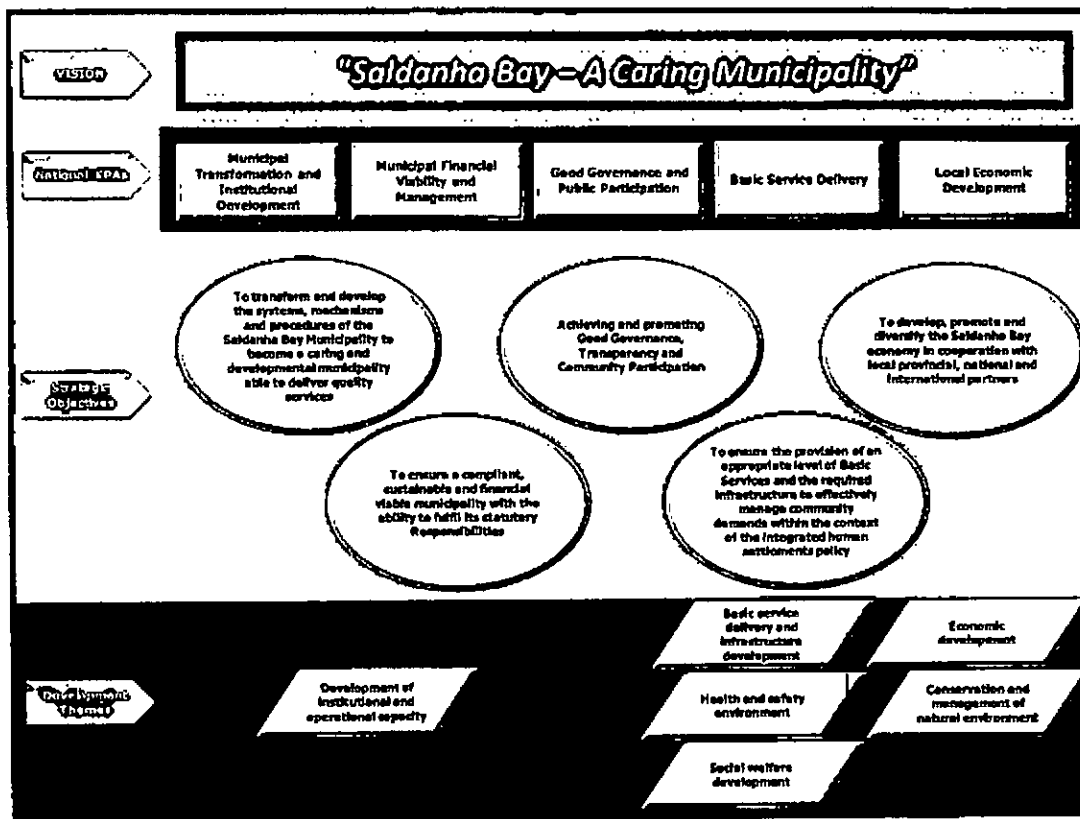 VISION
"Saldanha Bay – A Caring Municipality"
National KPAs
Municipal
Transformation and
Institutional
Development
Municipal Financial
Viability and
Management
Good Governance and
Public Participation
Basic Service Delivery
Local Economic
Development
Strategic
Objectives
To transform and develop
the systems, mechanisms
and procedures of the
Saldanha Bay Municipality to
become a caring and
developmental municipality
able to deliver quality
services
Achieving and promoting
Good Governance,
Transparency and
Community Participation
To develop, promote and
diversify the Saldanha Bay
economy in cooperation with
local provincial, national and
international partners
To ensure a compliant,
sustainable and financial
viable municipality with the
ability to fulfil its statutory
Responsibilities
To ensure the provision of an
appropriate level of Basic
Services and the required
infrastructure to effectively
manage community
demands within the context
of the integrated human
settlements policy
Development
Themes
Development of
institutional and
operational capacity
Basic service
delivery and
infrastructure
development
Economic
development
Health and safety
environment
Conservation and
management of
natural environment
Social welfare
development